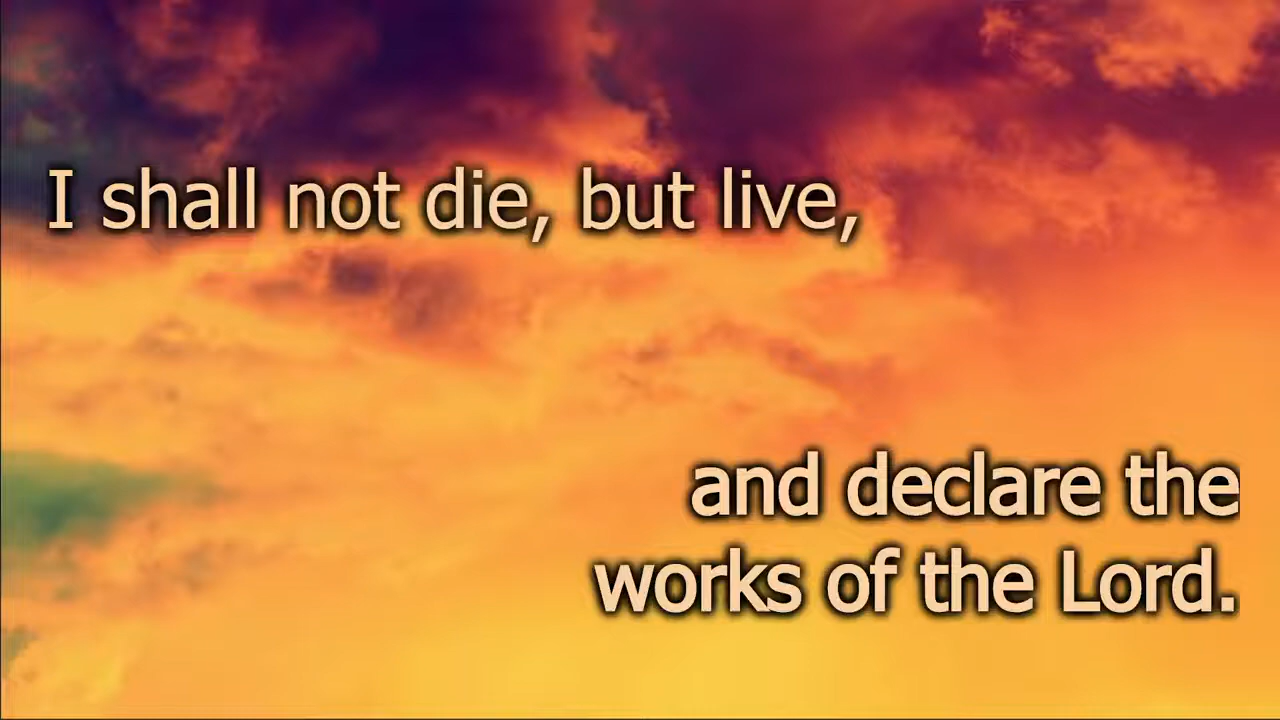 I shall not die, but live,
and declare the
works of the Lord.